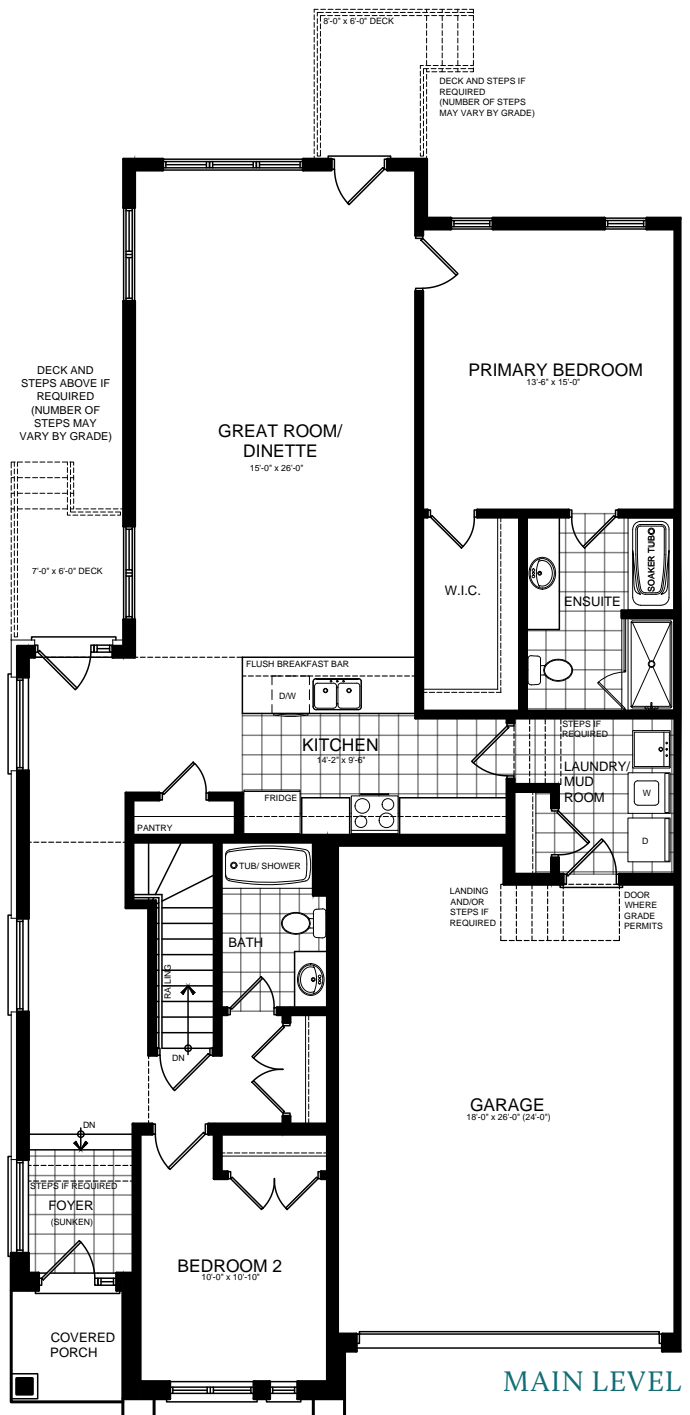 8'-0" x 6'-0" DECK
DECK AND STEPS IF
REQUIRED
(NUMBER OF STEPS
MAY VARY BY GRADE)
PRIMARY BEDROOM
13'-6" x 15'-0"
DECK AND
STEPS ABOVE IF
REQUIRED
(NUMBER OF
STEPS MAY
VARY BY GRADE)
GREAT ROOM/
DINETTE
15'-0" x 26'-0"
7'-0" x 6'-0" DECK
W.I.C.
ENSUITE
SOAKER TUBO
FLUSH BREAKFAST BAR
D/W
KITCHEN
14'-2" x 9'-6"
STEPS IF
REQUIRED
LAUNDRY/
MUD
ROOM
W
D
FRIDGE
PANTRY
TUB/ SHOWER
BATH
RAILING
DN
LANDING
AND/OR
STEPS IF
REQUIRED
DOOR
WHERE
GRADE
PERMITS
GARAGE
18'-0" x 26'-0" (24'-0")
DN
STEPS IF REQUIRED
FOYER
(SUNKEN)
BEDROOM 2
10'-0" x 10'-10"
COVERED
PORCH
MAIN LEVEL